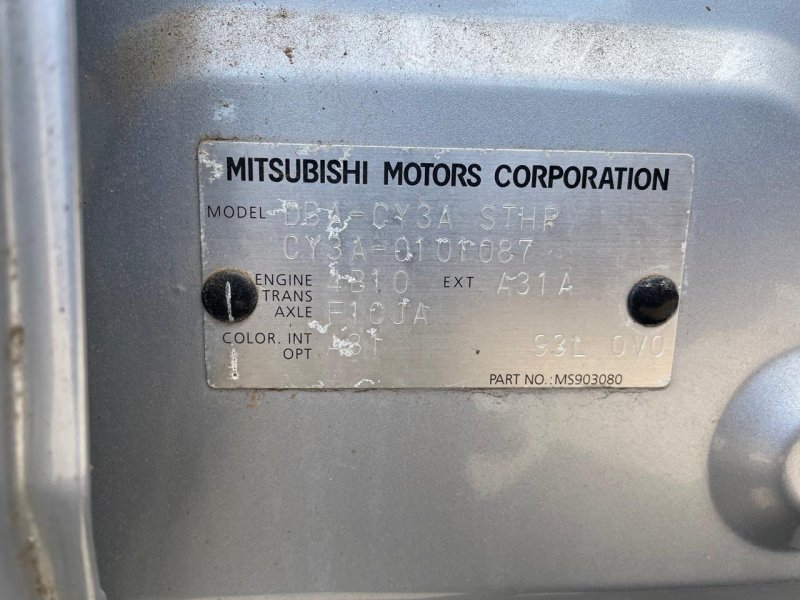 MITSUBISHI MOTORS CORPORATION
MODEL DBA-CY3A STHR
CY3A-0101087
ENGINE 4B10 EXT A31A
TRANS
AXLE F1CJA
COLOR. INT A31 93L 0V0
OPT
PART NO.:MS903080